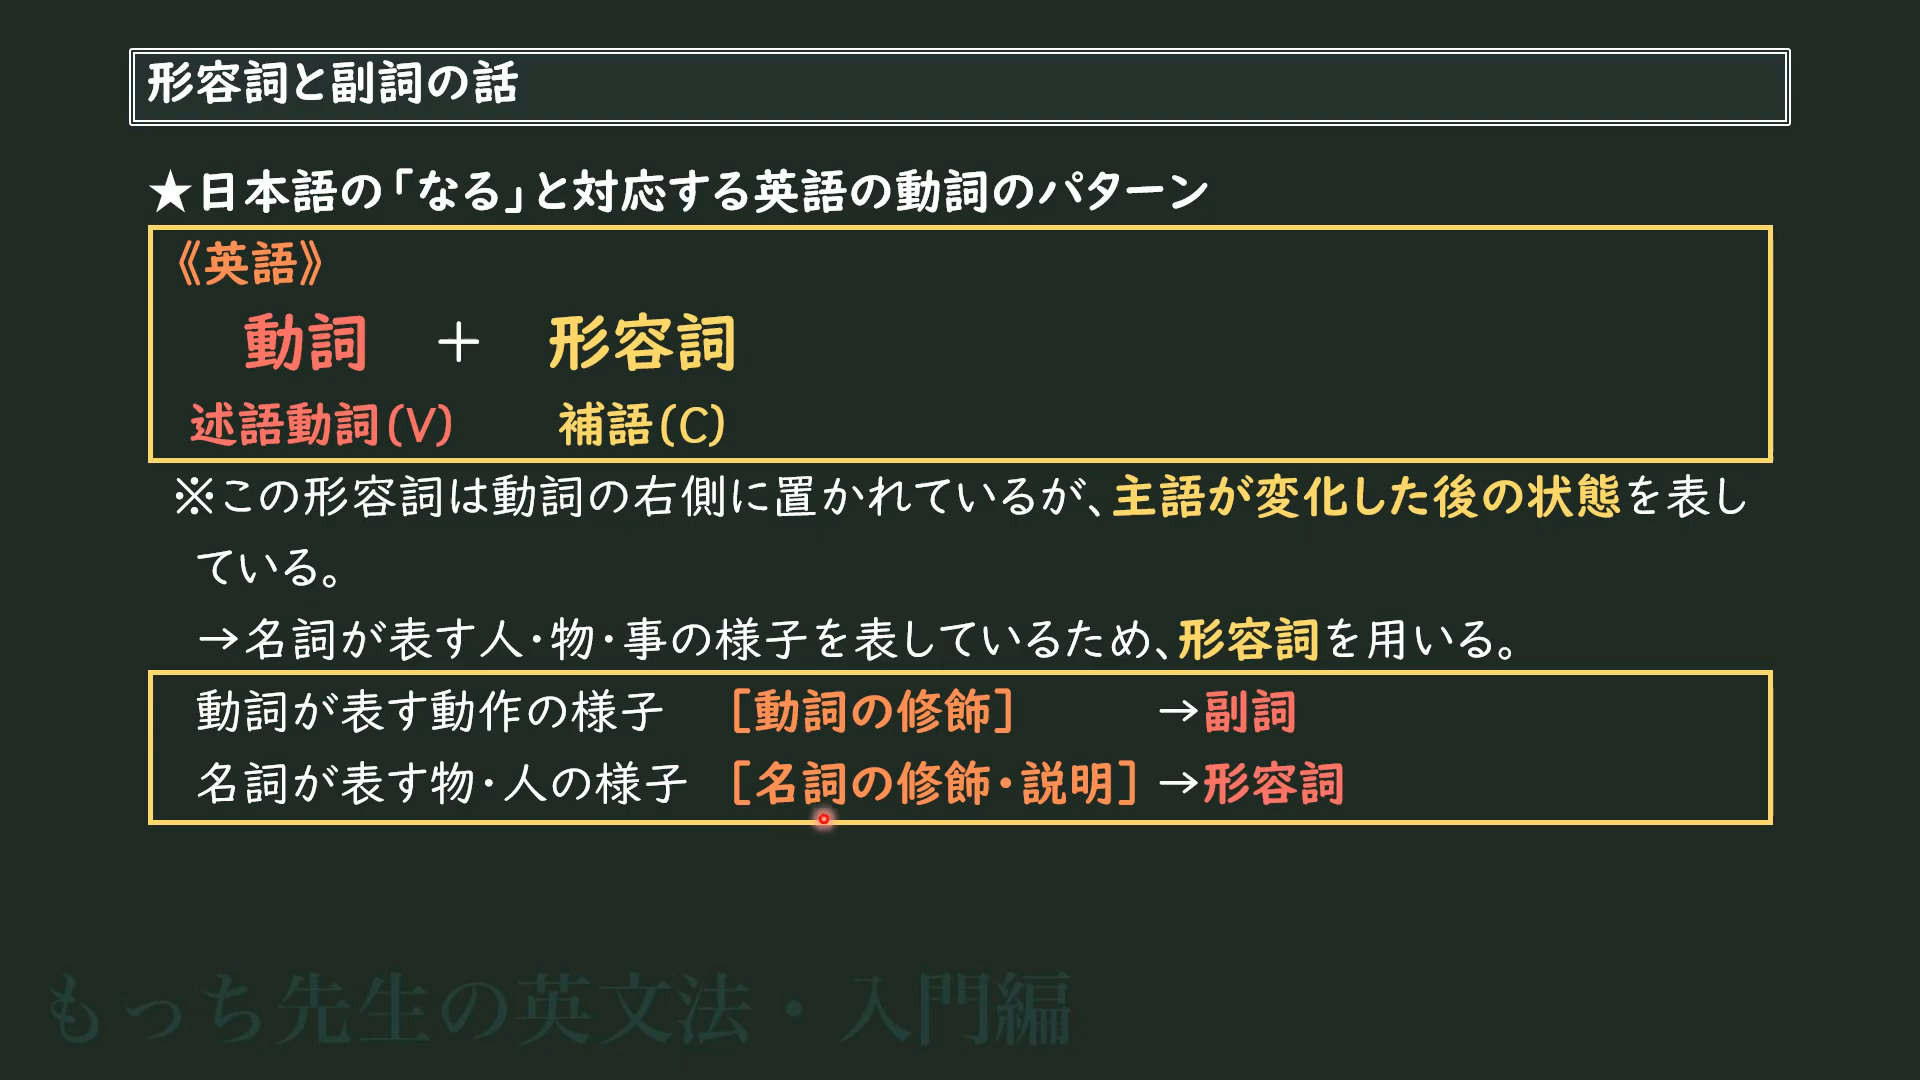 形容詞と副詞の話
★日本語の「なる」と対応する英語の動詞のパターン
《英語》
動詞 ＋ 形容詞
述語動詞(V) 補語(C)
※この形容詞は動詞の右側に置かれているが、主語が変化した後の状態を表し
ている。
→名詞が表す人・物・事の様子を表しているため、形容詞を用いる。
動詞が表す動作の様子 [動詞の修飾] →副詞
名詞が表す物・人の様子 [名詞の修飾・説明] →形容詞
もっち先生の英文法・入門編